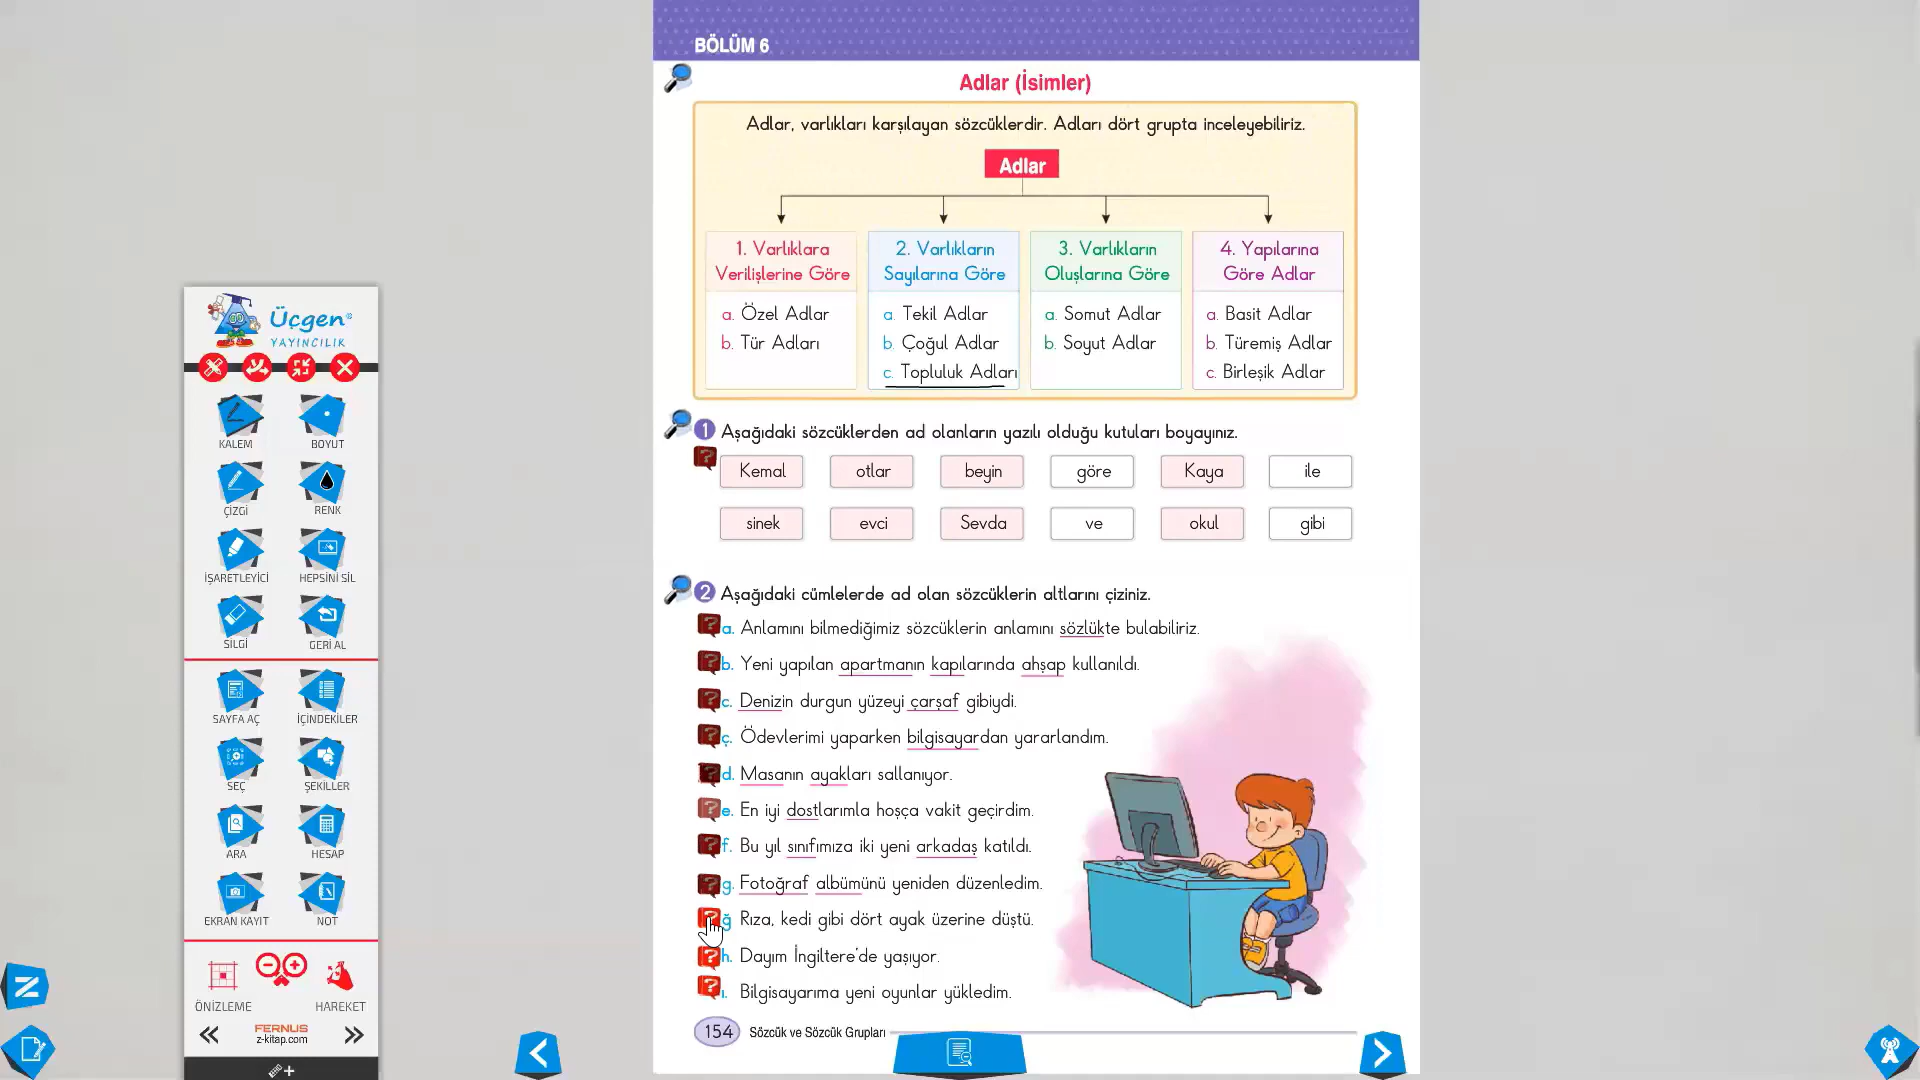 BÖLÜM 6
Adlar (İsimler)
Adlar, varlıkları karşılayan sözcüklerdir. Adları dört grupta inceleyebiliriz.
Adlar
1. Varlıklara
Verilişlerine Göre
a. Özel Adlar
b. Tür Adları
2. Varlıkların
Sayılarına Göre
a. Tekil Adlar
b. Çoğul Adlar
c. Topluluk Adları
3. Varlıkların
Oluşlarına Göre
a. Somut Adlar
b. Soyut Adlar
4. Yapılarına
Göre Adlar
a. Basit Adlar
b. Türemiş Adlar
c. Birleşik Adlar
1 Aşağıdaki sözcüklerden ad olanların yazılı olduğu kutuları boyayınız.
Kemal otlar beyin göre Kaya ile
sinek evci Sevda ve okul gibi
2 Aşağıdaki cümlelerde ad olan sözcüklerin altlarını çiziniz.
a. Anlamını bilmediğimiz sözcüklerin anlamını sözlükte bulabiliriz.
b. Yeni yapılan apartmanın kapılarında ahşap kullanıldı.
c. Denizin durgun yüzeyi çarşaf gibiydi.
ç. Ödevlerimi yaparken bilgisayardan yararlandım.
d. Masanın ayakları sallanıyor.
e. En iyi dostlarımla hoşça vakit geçirdim.
f. Bu yıl sınıfımıza iki yeni arkadaş katıldı.
g. Fotoğraf albümünü yeniden düzenledim.
ğ Rıza, kedi gibi dört ayak üzerine düştü.
h. Dayım İngiltere'de yaşıyor.
ı. Bilgisayarıma yeni oyunlar yükledim.
154 Sözcük ve Sözcük Grupları
Üçgen®
YAYINCILIK
KALEM BOYUT
ÇİZGİ RENK
İŞARETLEYİCİ HEPSİNİ SİL
SİLGİ GERİ AL
SAYFA AÇ İÇİNDEKİLER
SEÇ ŞEKİLLER
ARA HESAP
EKRAN KAYIT NOT
ÖNİZLEME HAREKET
FERNUS
z-kitap.com